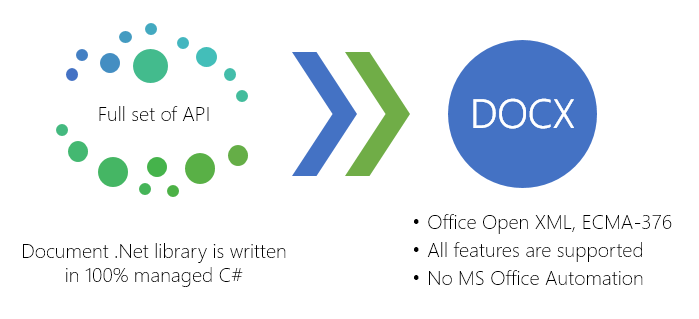 Full set of API
Document .Net library is written
in 100% managed C#
DOCX
• Office Open XML, ECMA-376
• All features are supported
• No MS Office Automation